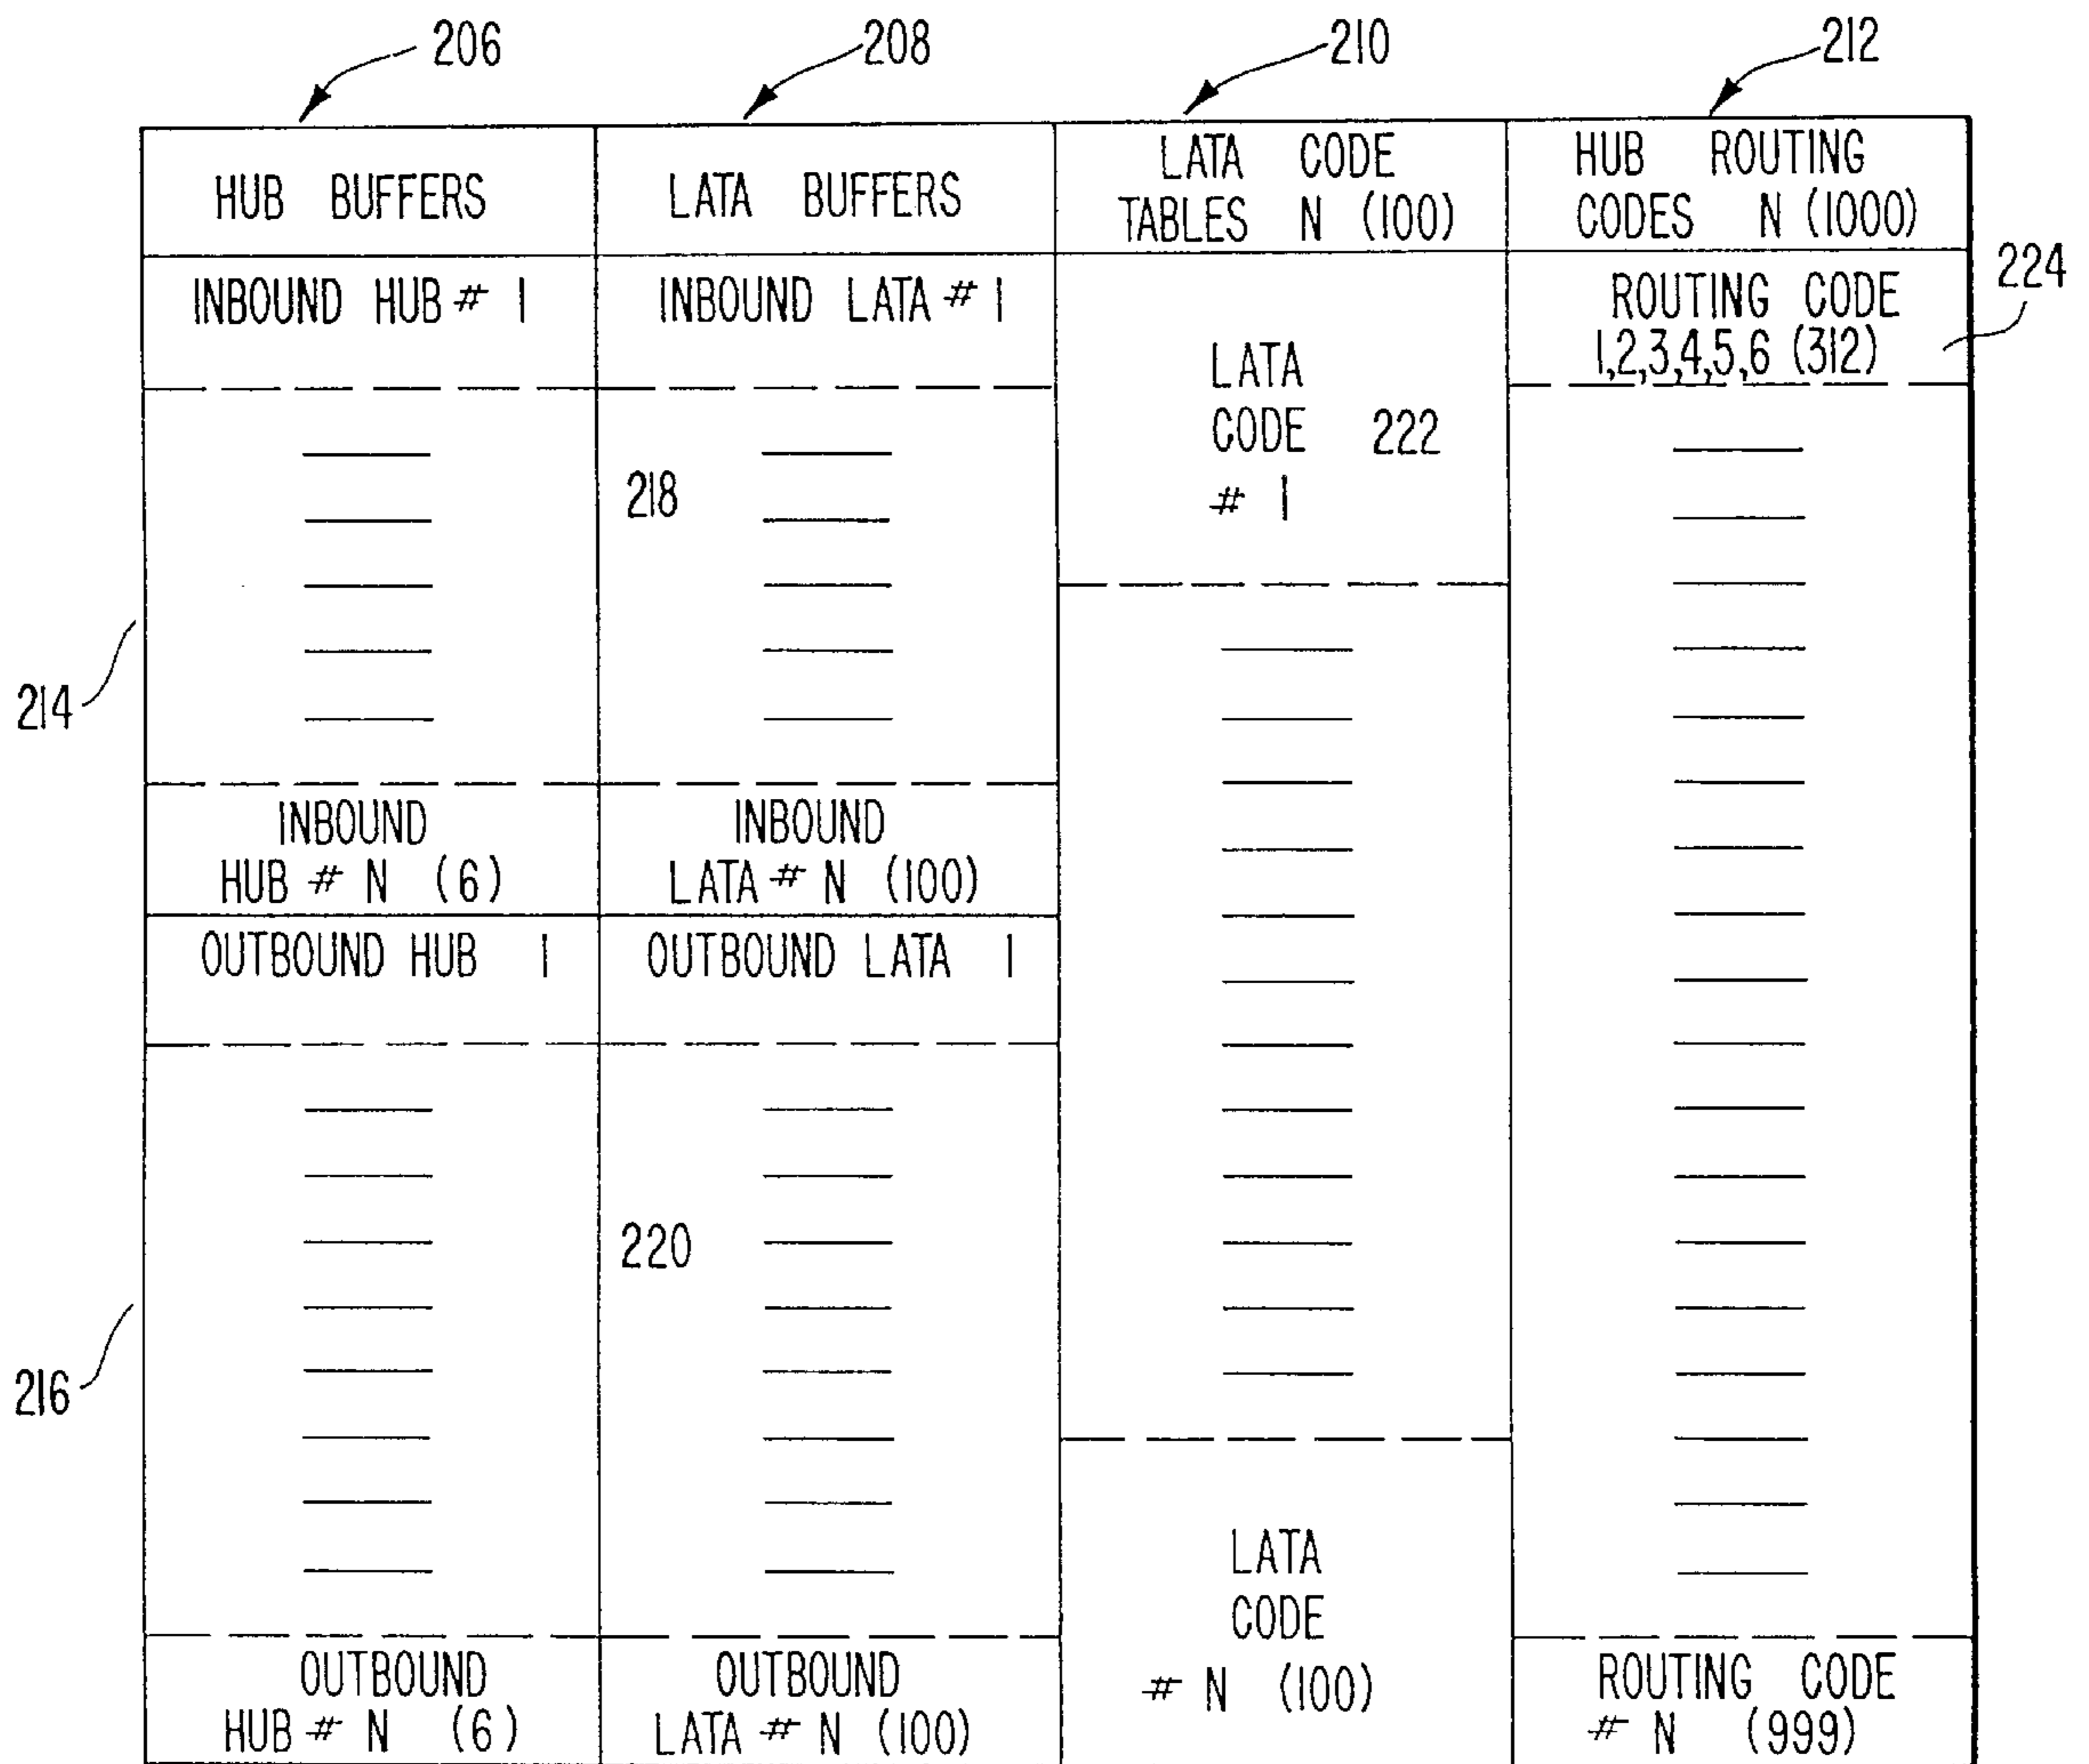 206
208
210
212
HUB BUFFERS
LATA BUFFERS
LATA CODE
TABLES N (100)
HUB ROUTING
CODES N (1000)
INBOUND HUB # 1
INBOUND LATA # 1
LATA
CODE 222
# 1
ROUTING CODE
1,2,3,4,5,6 (312)
224
218
214
INBOUND
HUB # N (6)
INBOUND
LATA # N (100)
OUTBOUND HUB 1
OUTBOUND LATA 1
220
216
OUTBOUND
HUB # N (6)
OUTBOUND
LATA # N (100)
LATA
CODE
# N (100)
ROUTING CODE
# N (999)